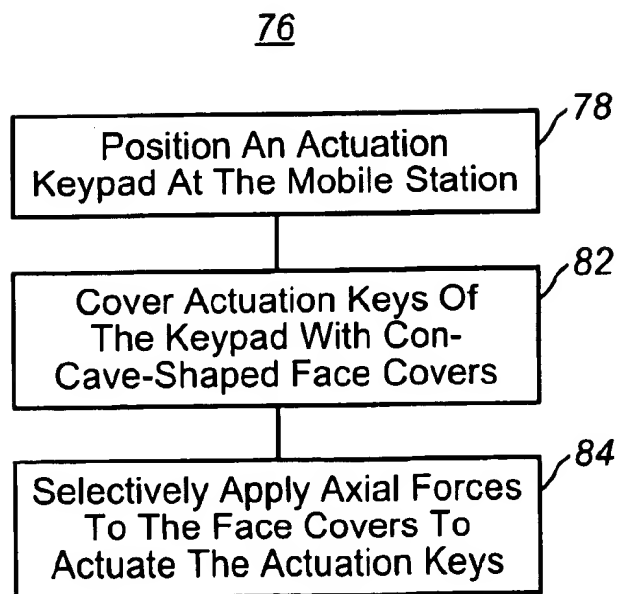 76
78
Position An Actuation
Keypad At The Mobile Station
82
Cover Actuation Keys Of
The Keypad With Con-
Cave-Shaped Face Covers
84
Selectively Apply Axial Forces
To The Face Covers To
Actuate The Actuation Keys